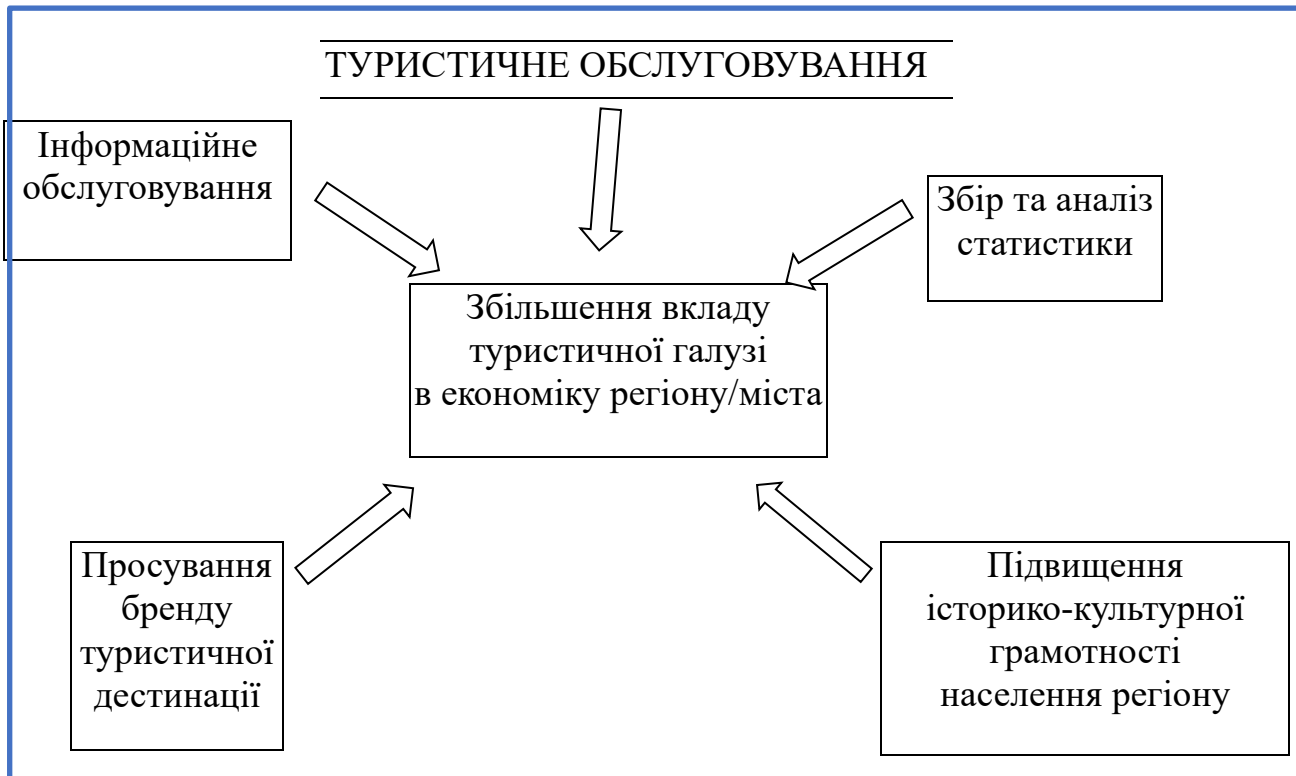 ТУРИСТИЧНЕ ОБСЛУГОВУВАННЯ
Інформаційне
обслуговування
Збір та аналіз
статистики
Збільшення вкладу
туристичної галузі
в економіку регіону/міста
Просування
бренду
туристичної
дестинації
Підвищення
історико-культурної
грамотності
населення регіону